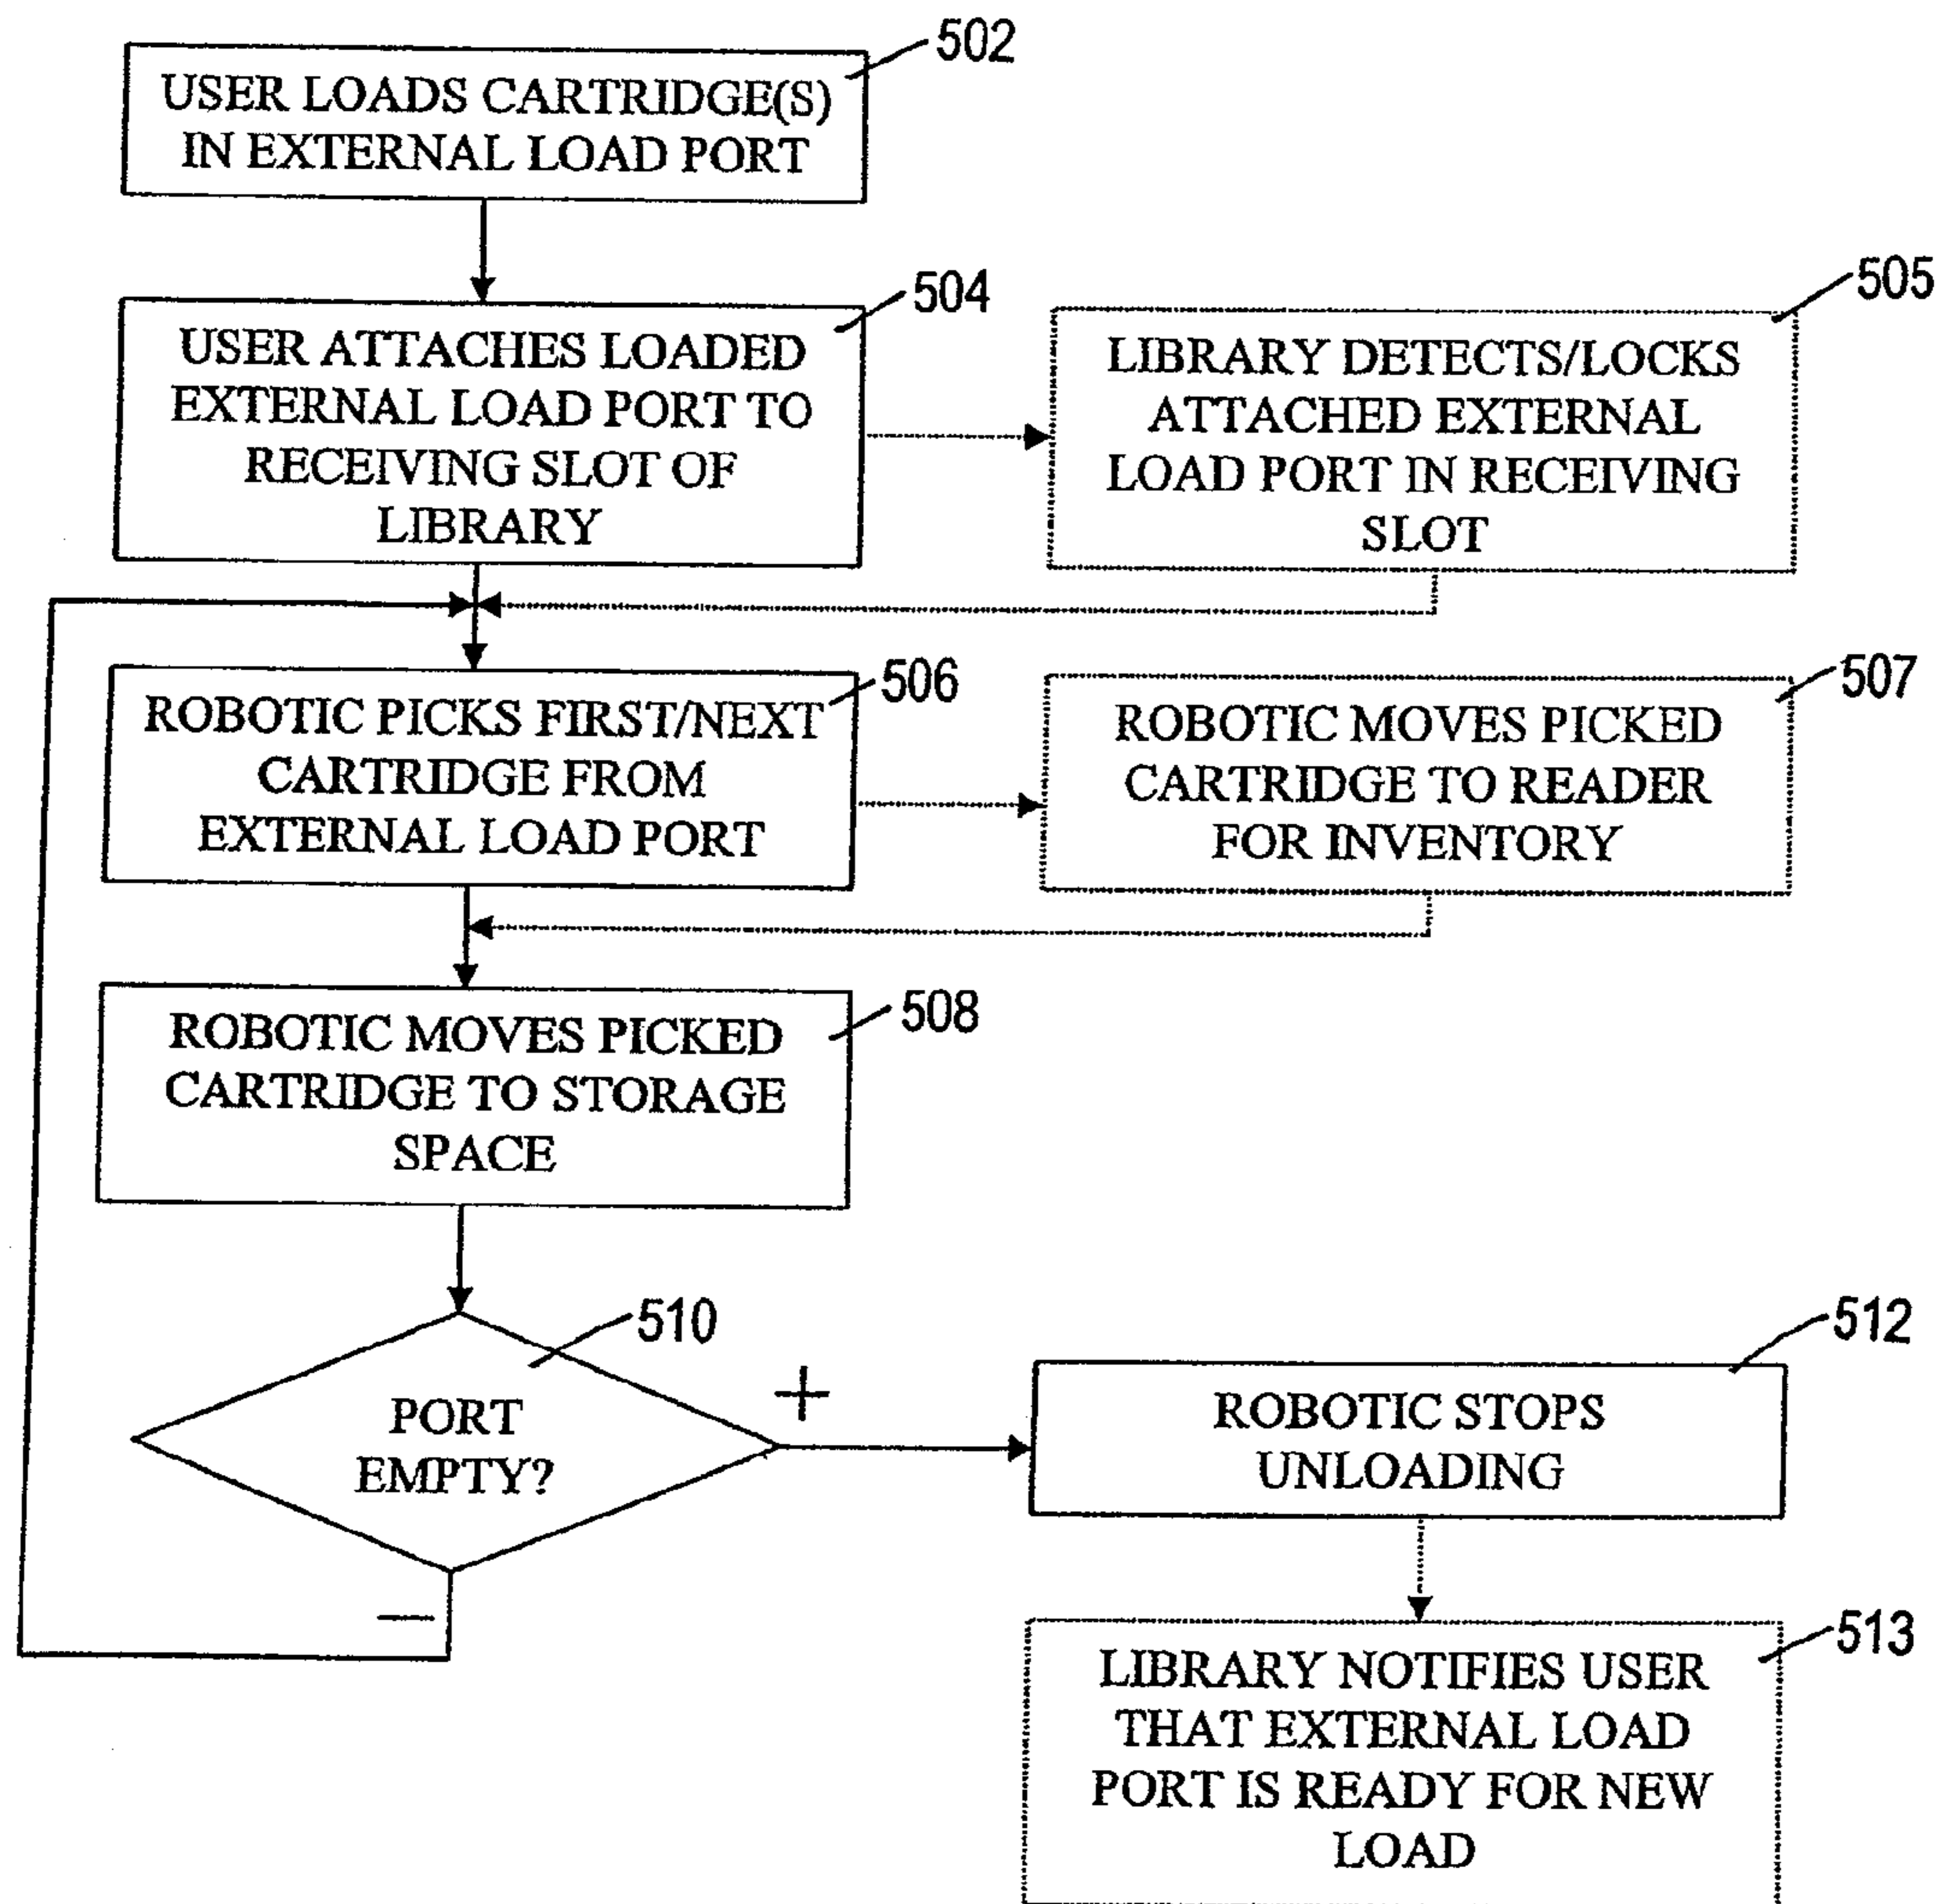 502
USER LOADS CARTRIDGE(S)
IN EXTERNAL LOAD PORT
504
USER ATTACHES LOADED
EXTERNAL LOAD PORT TO
RECEIVING SLOT OF
LIBRARY
505
LIBRARY DETECTS/LOCKS
ATTACHED EXTERNAL
LOAD PORT IN RECEIVING
SLOT
506
ROBOTIC PICKS FIRST/NEXT
CARTRIDGE FROM
EXTERNAL LOAD PORT
507
ROBOTIC MOVES PICKED
CARTRIDGE TO READER
FOR INVENTORY
508
ROBOTIC MOVES PICKED
CARTRIDGE TO STORAGE
SPACE
510
PORT
EMPTY?
+
—
512
ROBOTIC STOPS
UNLOADING
513
LIBRARY NOTIFIES USER
THAT EXTERNAL LOAD
PORT IS READY FOR NEW
LOAD